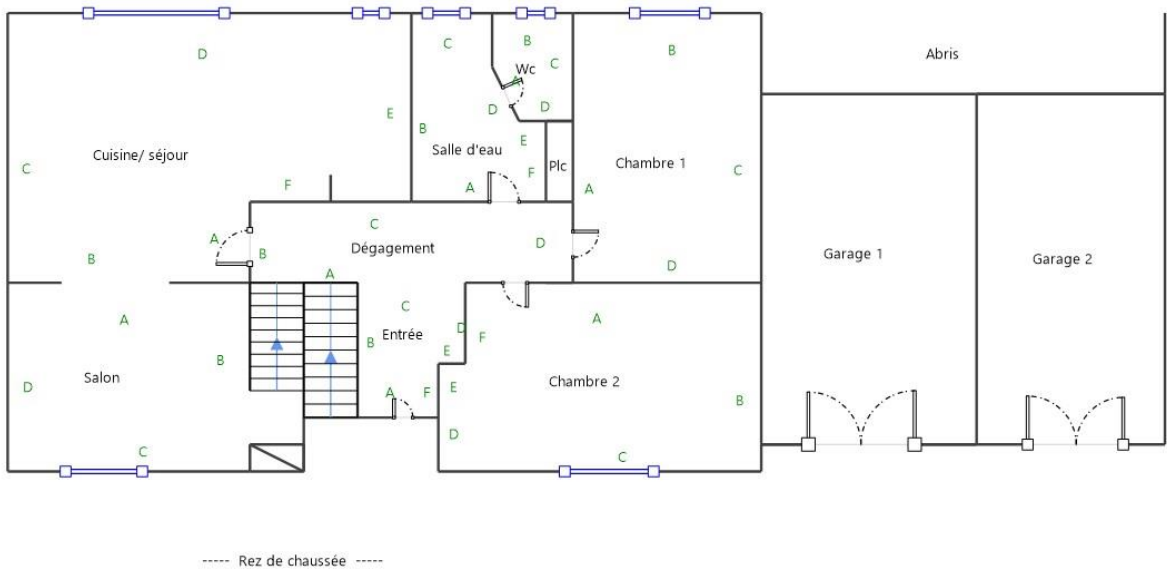 B
C
B
Abris
D
C
Wc
A
E
B
D
D
E
Cuisine/ séjour
Salle d'eau
Chambre 1
C
F
Plc
C
F
A
A
C
A
B
Dégagement
D
B
D
Garage 1
Garage 2
A
C
A
A
D
Entrée
F
B
E
B
Salon
Chambre 2
D
E
A
F
B
D
C
C
----- Rez de chaussée -----